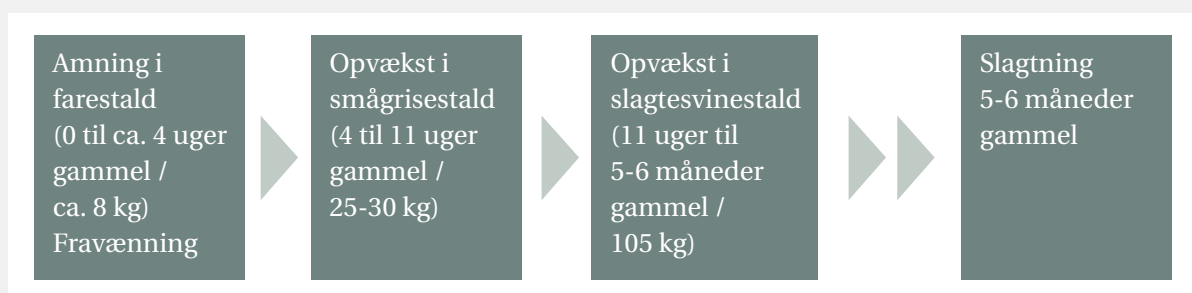 Amning i
farestald
(0 til ca. 4 uger
gammel /
ca. 8 kg)
Fravænning
Opvækst i
smågrisestald
(4 til 11 uger
gammel /
25-30 kg)
Opvækst i
slagtesvinestald
(11 uger til
5-6 måneder
gammel /
105 kg)
Slagtning
5-6 måneder
gammel